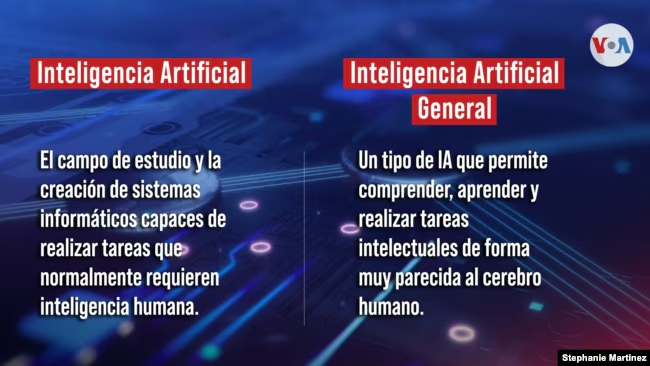 VOA
Inteligencia Artificial
El campo de estudio y la
creación de sistemas
informáticos capaces de
realizar tareas que
normalmente requieren
inteligencia humana.
Inteligencia Artificial
General
Un tipo de IA que permite
comprender, aprender y
realizar tareas
intelectuales de forma
muy parecida al cerebro
humano.
Stephanie Martinez